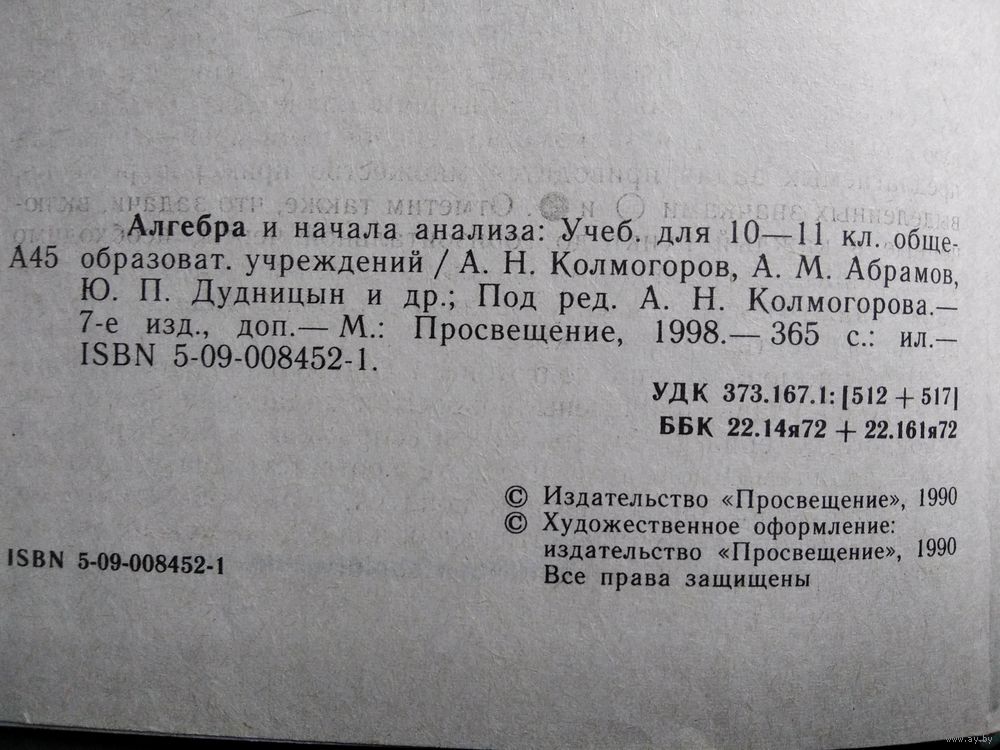 Алгебра и начала анализа: Учеб. для 10—11 кл. обще-
А45 образоват. учреждений / А. Н. Колмогоров, А. М. Абрамов,
Ю. П. Дудницын и др.; Под ред. А. Н. Колмогорова.—
7-е изд., доп.— М.: Просвещение, 1998.— 365 с.: ил.—
ISBN 5-09-008452-1.
УДК 373.167.1:[512 + 517]
ББК 22.14я72 + 22.161я72
© Издательство «Просвещение», 1990
© Художественное оформление:
издательство «Просвещение», 1990
Все права защищены
ISBN 5-09-008452-1
www.ay.by